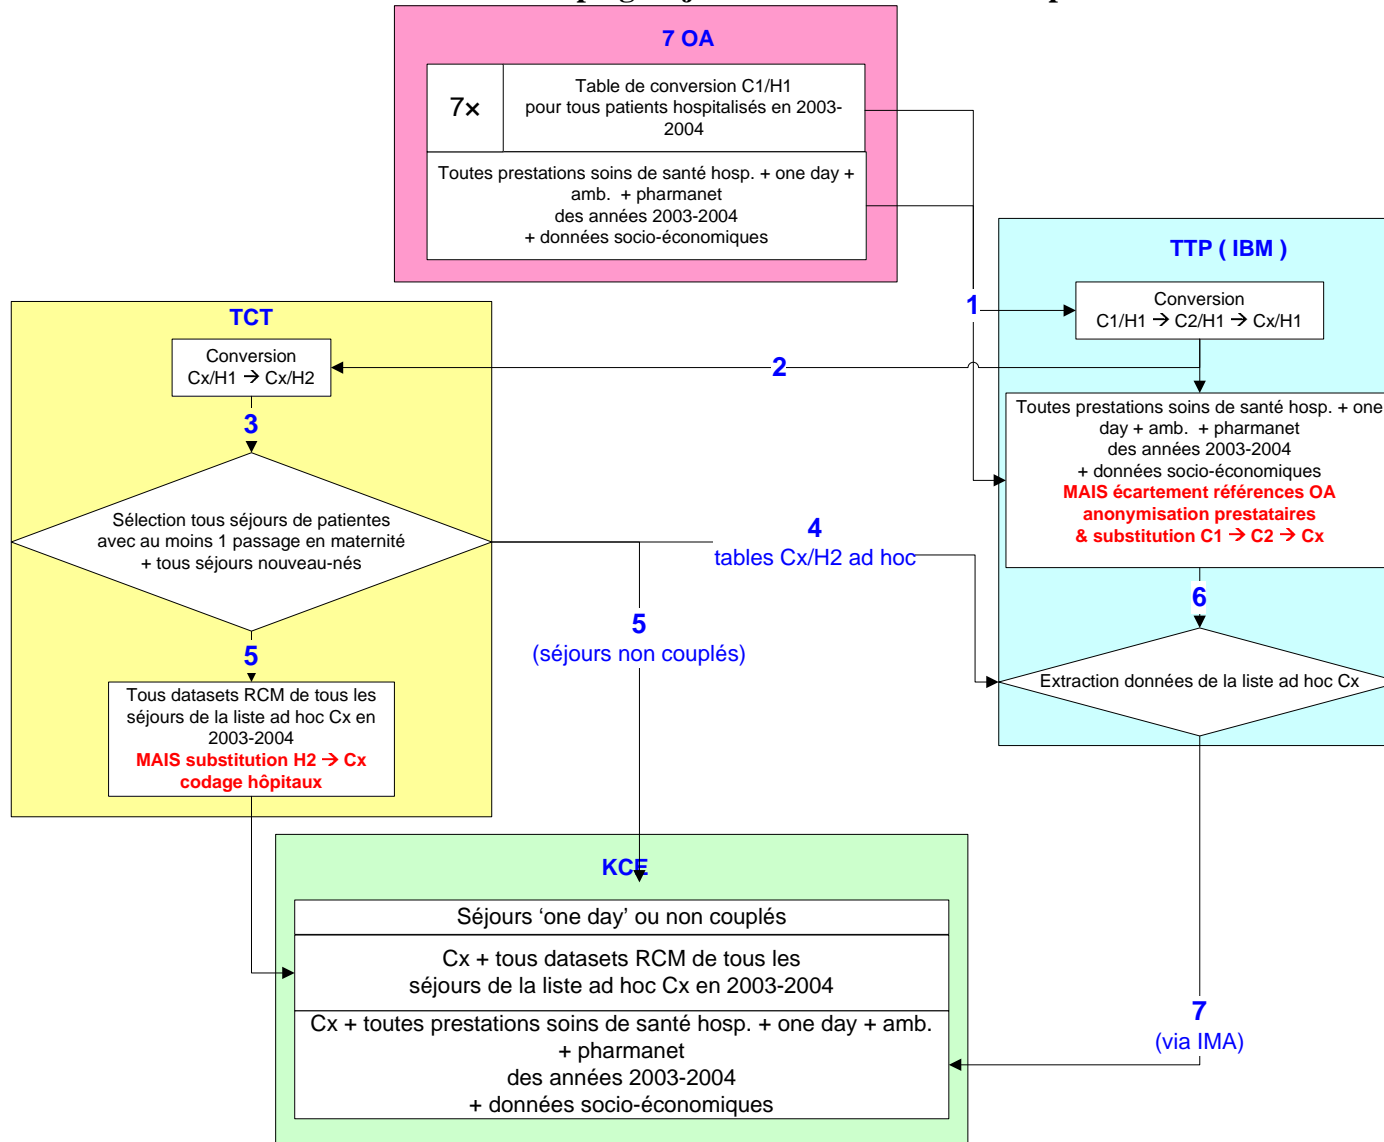 7 OA
7×
Table de conversion C1/H1
pour tous patients hospitalisés en 2003-
2004
Toutes prestations soins de santé hosp. + one day +
amb. + pharmanet
des années 2003-2004
+ données socio-économiques
TTP ( IBM )
1
Conversion
C1/H1 → C2/H1 → Cx/H1
TCT
Conversion
Cx/H1 → Cx/H2
2
3
Toutes prestations soins de santé hosp. + one
day + amb. + pharmanet
des années 2003-2004
+ données socio-économiques
MAIS écartement références OA
anonymisation prestataires
& substitution C1 → C2 → Cx
Sélection tous séjours de patientes
avec au moins 1 passage en maternité
+ tous séjours nouveau-nés
4
tables Cx/H2 ad hoc
6
5
(séjours non couplés)
5
Extraction données de la liste ad hoc Cx
Tous datasets RCM de tous les
séjours de la liste ad hoc Cx en
2003-2004
MAIS substitution H2 → Cx
codage hôpitaux
KCE
Séjours ‘one day’ ou non couplés
Cx + tous datasets RCM de tous les
séjours de la liste ad hoc Cx en 2003-2004
Cx + toutes prestations soins de santé hosp. + one day + amb.
+ pharmanet
des années 2003-2004
+ données socio-économiques
7
(via IMA)